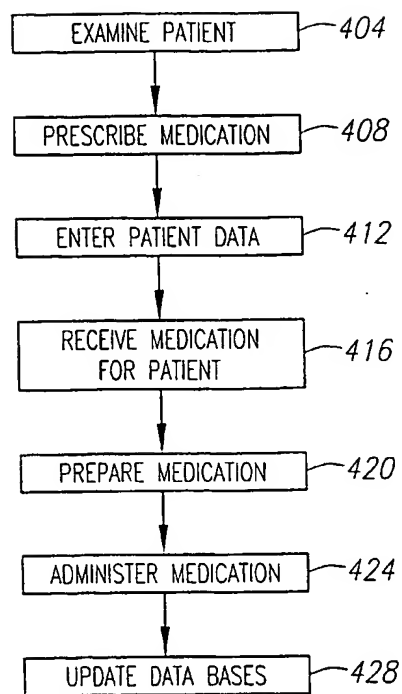 EXAMINE PATIENT 404
PRESCRIBE MEDICATION 408
ENTER PATIENT DATA 412
RECEIVE MEDICATION
FOR PATIENT 416
PREPARE MEDICATION 420
ADMINISTER MEDICATION 424
UPDATE DATA BASES 428